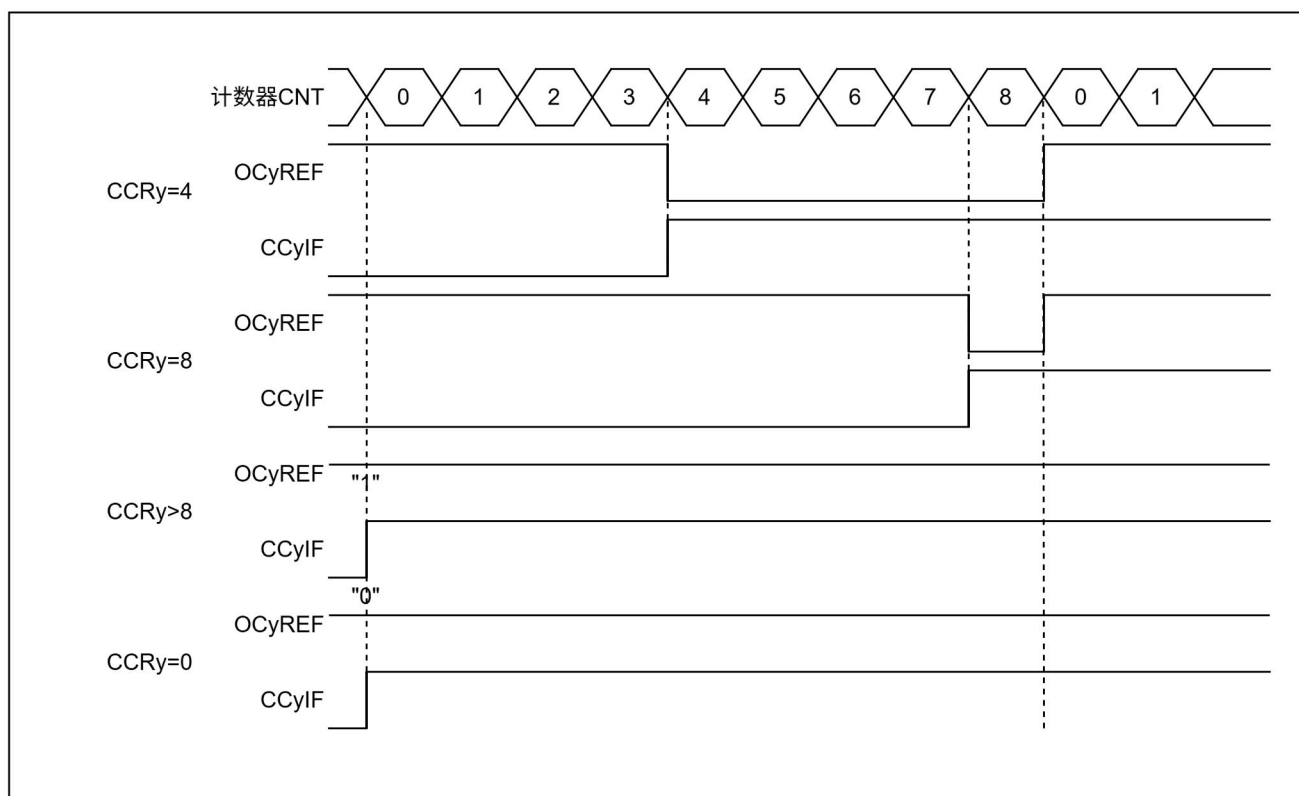 计数器CNT 0 1 2 3 4 5 6 7 8 0 1
OCyREF
CCRy=4
CCyIF
OCyREF
CCRy=8
CCyIF
OCyREF
"1"
CCRy>8
CCyIF
"0"
OCyREF
CCRy=0
CCyIF